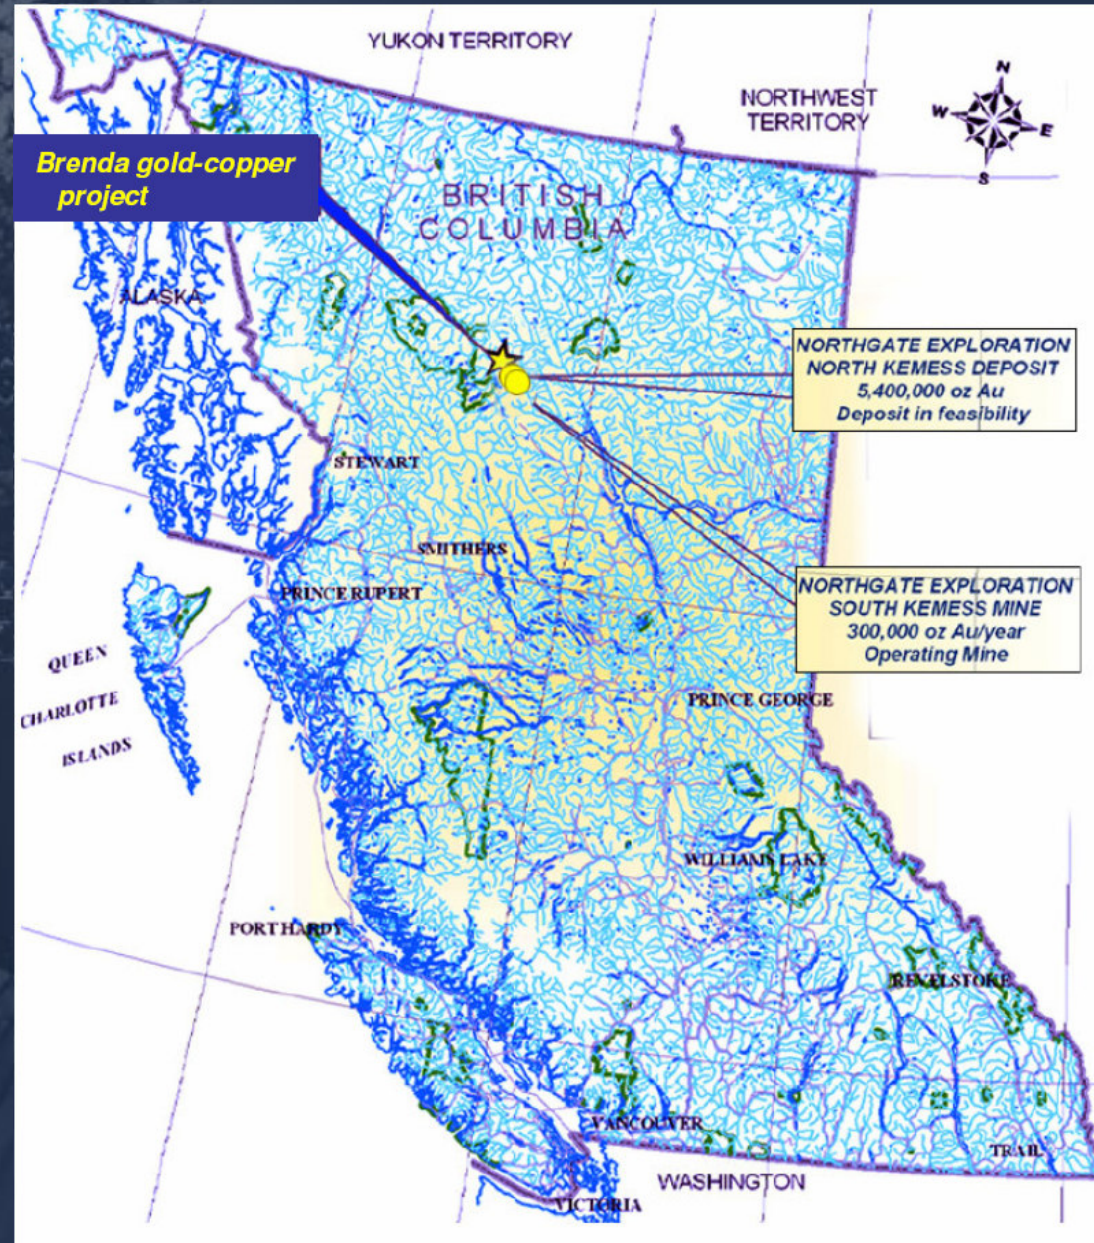 YUKON TERRITORY
NORTHWEST
TERRITORY
N
W
E
S
Brenda gold-copper
project
BRITISH
COLUMBIA
ALASKA
NORTHGATE EXPLORATION
NORTH KEMESS DEPOSIT
5,400,000 oz Au
Deposit in feasibility
STEWART
SMITHERS
PRINCE RUPERT
NORTHGATE EXPLORATION
SOUTH KEMESS MINE
300,000 oz Au/year
Operating Mine
QUEEN
CHARLOTTE
ISLANDS
PRINCE GEORGE
WILLIAMS LAKE
PORT HARDY
REVELSTOKE
VANCOUVER
TRAIL
WASHINGTON
VICTORIA